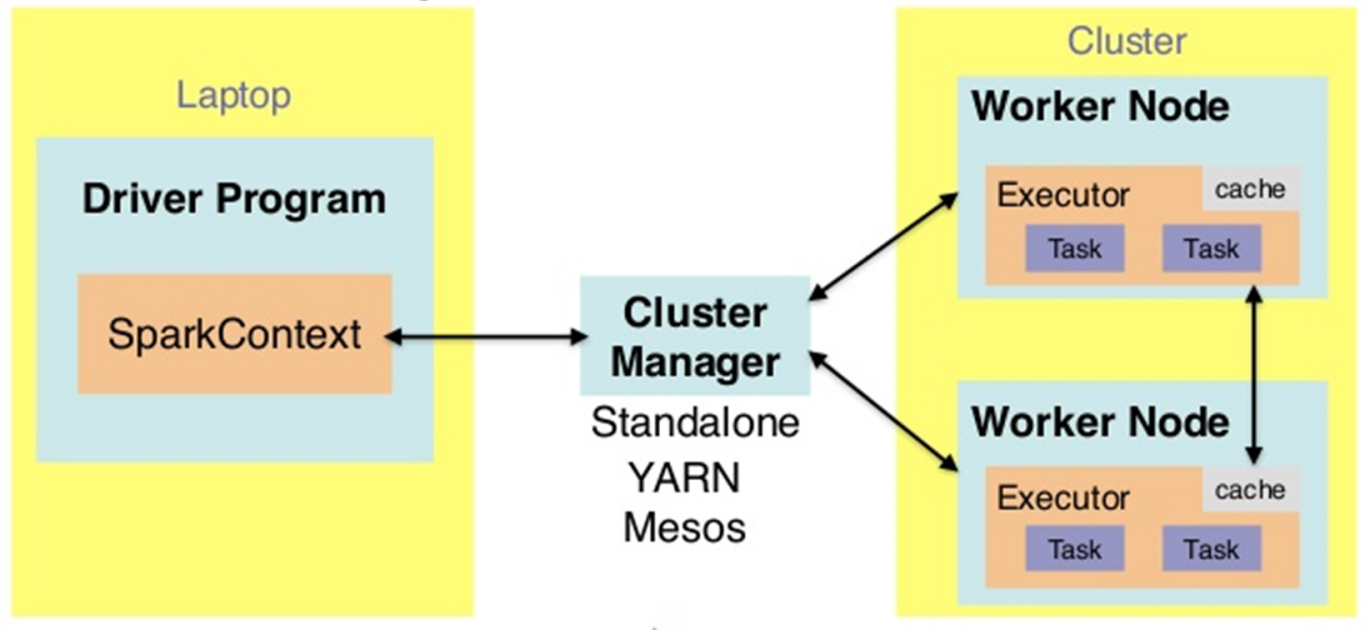 Laptop
Driver Program
SparkContext
Cluster
Manager
Standalone
YARN
Mesos
Cluster
Worker Node
Executor
cache
Task
Task
Worker Node
Executor
cache
Task
Task